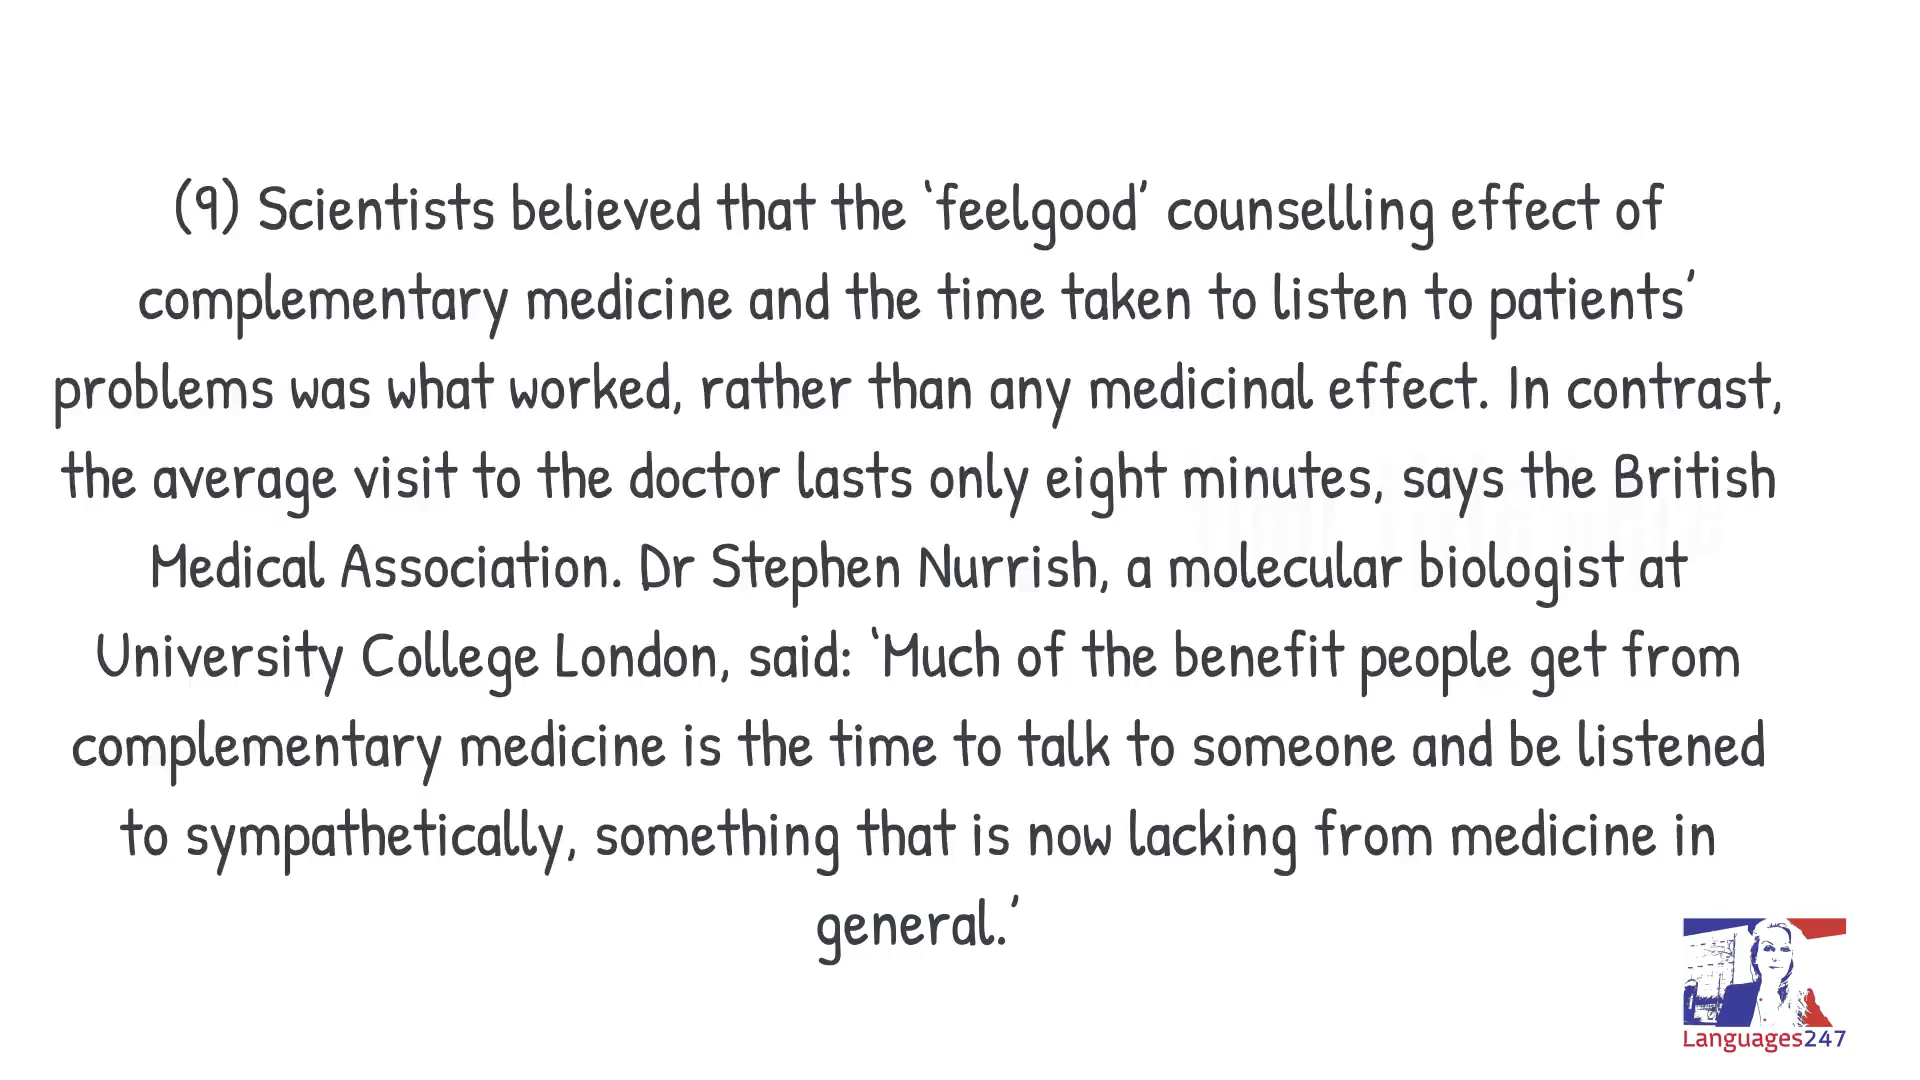 (9) Scientists believed that the ‘feelgood’ counselling effect of
complementary medicine and the time taken to listen to patients’
problems was what worked, rather than any medicinal effect. In contrast,
the average visit to the doctor lasts only eight minutes, says the British
Medical Association. Dr Stephen Nurrish, a molecular biologist at
University College London, said: ‘Much of the benefit people get from
complementary medicine is the time to talk to someone and be listened
to sympathetically, something that is now lacking from medicine in
general.’
Languages247